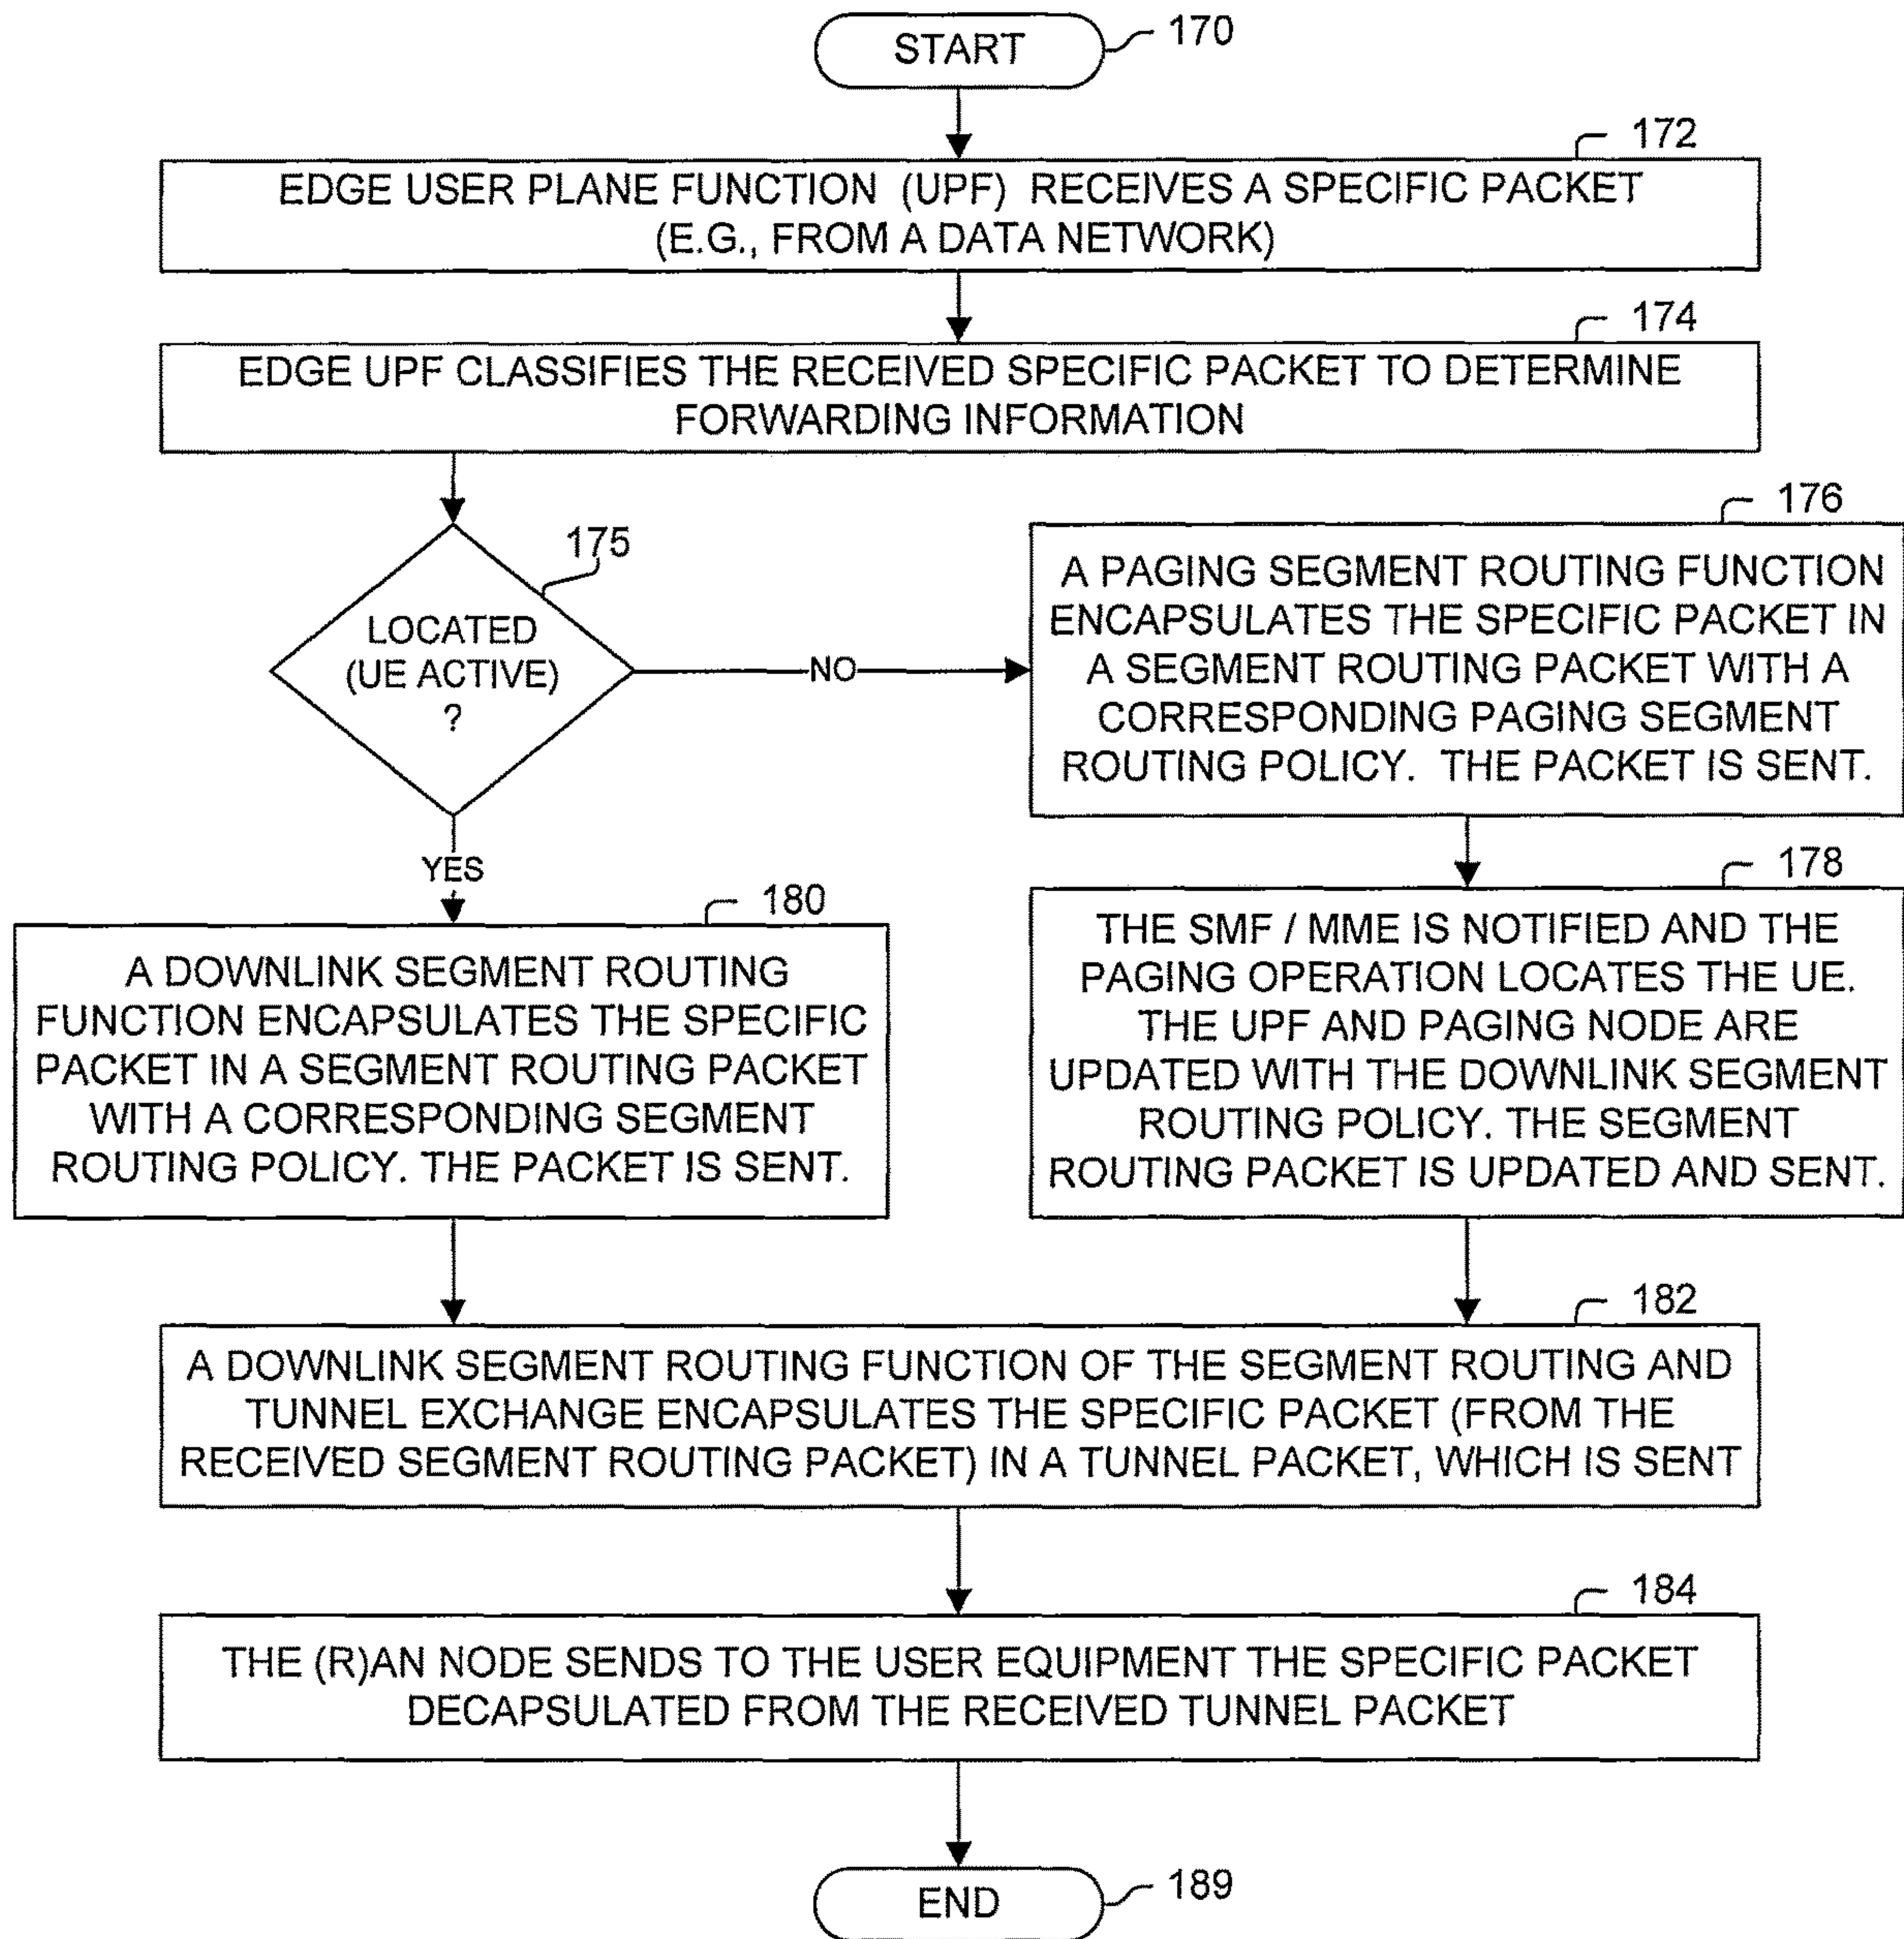 START
170
172
EDGE USER PLANE FUNCTION (UPF) RECEIVES A SPECIFIC PACKET
(E.G., FROM A DATA NETWORK)
174
EDGE UPF CLASSIFIES THE RECEIVED SPECIFIC PACKET TO DETERMINE
FORWARDING INFORMATION
175
LOCATED
(UE ACTIVE)
?
NO
YES
176
A PAGING SEGMENT ROUTING FUNCTION
ENCAPSULATES THE SPECIFIC PACKET IN
A SEGMENT ROUTING PACKET WITH A
CORRESPONDING PAGING SEGMENT
ROUTING POLICY. THE PACKET IS SENT.
178
THE SMF / MME IS NOTIFIED AND THE
PAGING OPERATION LOCATES THE UE.
THE UPF AND PAGING NODE ARE
UPDATED WITH THE DOWNLINK SEGMENT
ROUTING POLICY. THE SEGMENT
ROUTING PACKET IS UPDATED AND SENT.
180
A DOWNLINK SEGMENT ROUTING
FUNCTION ENCAPSULATES THE SPECIFIC
PACKET IN A SEGMENT ROUTING PACKET
WITH A CORRESPONDING SEGMENT
ROUTING POLICY. THE PACKET IS SENT.
182
A DOWNLINK SEGMENT ROUTING FUNCTION OF THE SEGMENT ROUTING AND
TUNNEL EXCHANGE ENCAPSULATES THE SPECIFIC PACKET (FROM THE
RECEIVED SEGMENT ROUTING PACKET) IN A TUNNEL PACKET, WHICH IS SENT
184
THE (R)AN NODE SENDS TO THE USER EQUIPMENT THE SPECIFIC PACKET
DECAPSULATED FROM THE RECEIVED TUNNEL PACKET
END
189